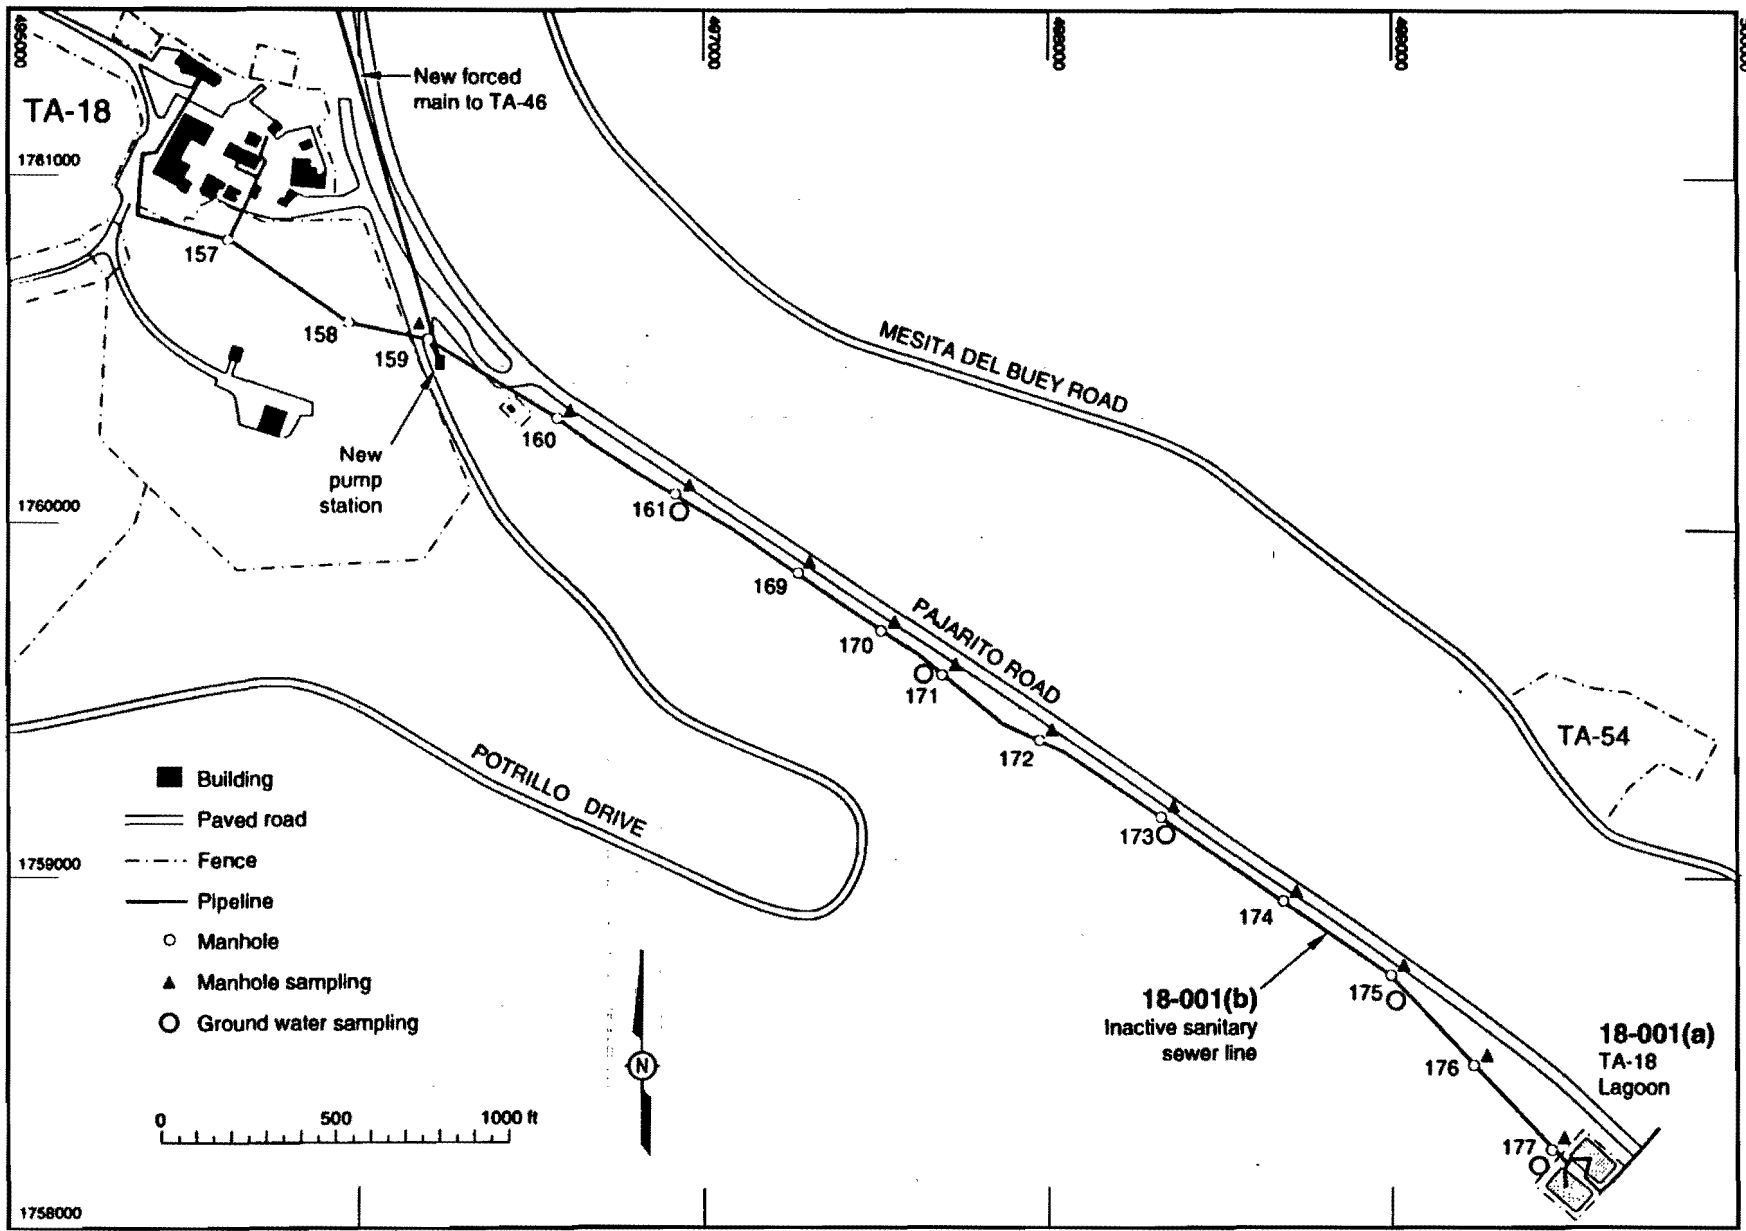 495000
497000
498000
499000
New forced
main to TA-46
TA-18
1761000
157
158
159
MESITA DEL BUEY ROAD
160
New
pump
station
1760000
161
169
PAJARITO ROAD
170
171
172
TA-54
POTRILLO DRIVE
173
Building
Paved road
Fence
1759000
Pipeline
Manhole
Manhole sampling
Ground water sampling
174
175
18-001(b)
Inactive sanitary
sewer line
18-001(a)
TA-18
Lagoon
176
N
0 500 1000 ft
177
1758000